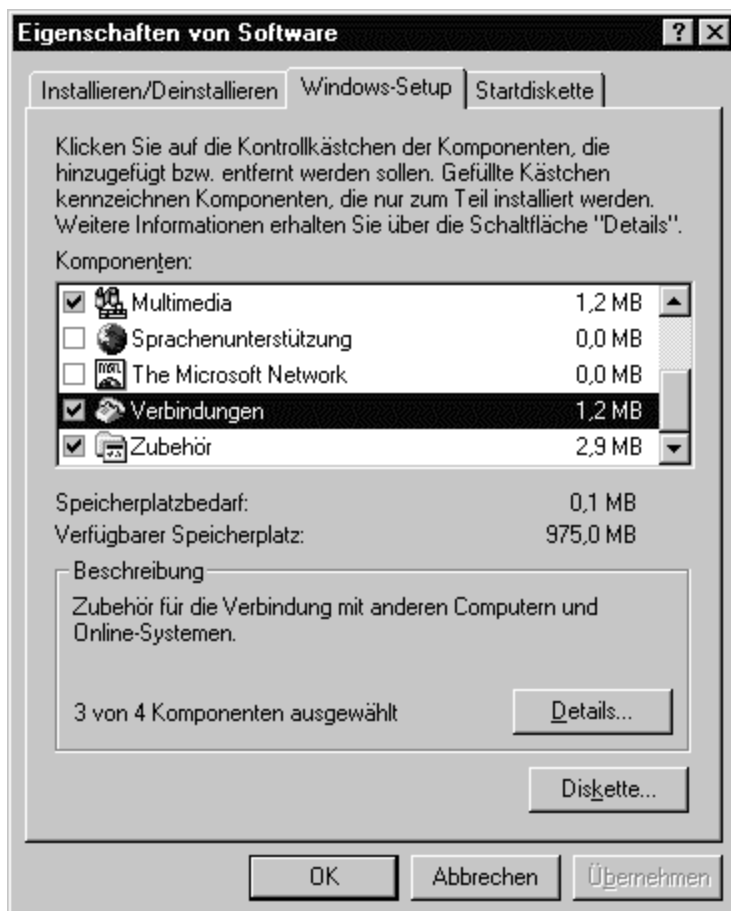 Eigenschaften von Software
Installieren/Deinstallieren Windows-Setup Startdiskette
Klicken Sie auf die Kontrollkästchen der Komponenten, die
hinzugefügt bzw. entfernt werden sollen. Gefüllte Kästchen
kennzeichnen Komponenten, die nur zum Teil installiert werden.
Weitere Informationen erhalten Sie über die Schaltfläche "Details".
Komponenten:
Multimedia 1,2 MB
Sprachenunterstützung 0,0 MB
The Microsoft Network 0,0 MB
Verbindungen 1,2 MB
Zubehör 2,9 MB
Speicherplatzbedarf: 0,1 MB
Verfügbarer Speicherplatz: 975,0 MB
Beschreibung
Zubehör für die Verbindung mit anderen Computern und
Online-Systemen.
3 von 4 Komponenten ausgewählt Details...
Diskette...
OK Abbrechen Übernehmen